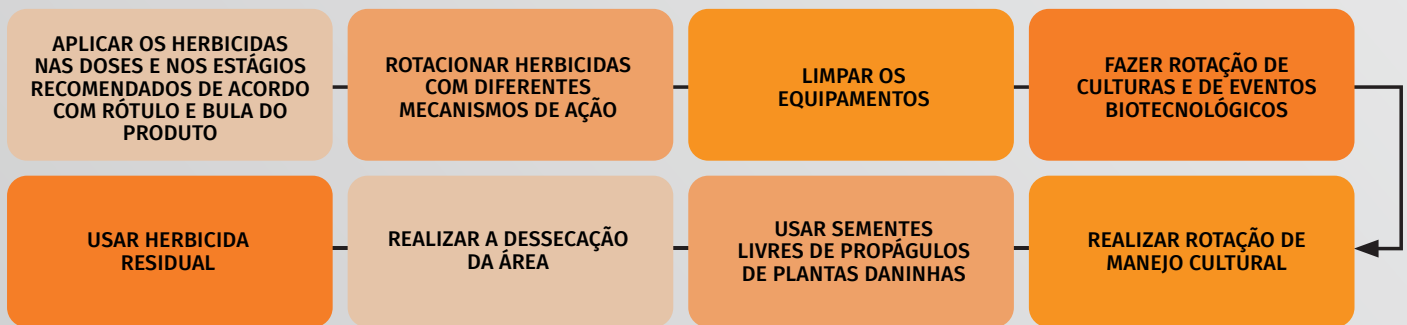 APLICAR OS HERBICIDAS
NAS DOSES E NOS ESTÁGIOS
RECOMENDADOS DE ACORDO
COM RÓTULO E BULA DO
PRODUTO
ROTACIONAR HERBICIDAS
COM DIFERENTES
MECANISMOS DE AÇÃO
LIMPAR OS
EQUIPAMENTOS
FAZER ROTAÇÃO DE
CULTURAS E DE EVENTOS
BIOTECNOLÓGICOS
REALIZAR ROTAÇÃO DE
MANEJO CULTURAL
USAR SEMENTES
LIVRES DE PROPÁGULOS
DE PLANTAS DANINHAS
REALIZAR A DESSECAÇÃO
DA ÁREA
USAR HERBICIDA
RESIDUAL